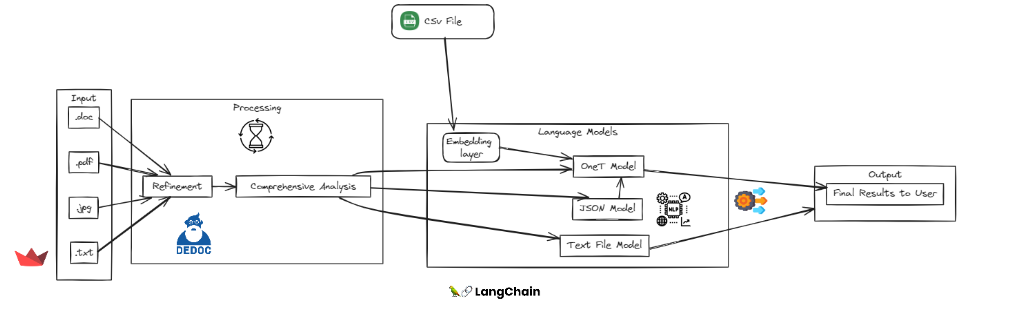 CSV File
Input
.doc
.pdf
.jpg
.txt
Processing
Refinement
Comprehensive Analysis
DEDOC
Language Models
Embedding
layer
OneT Model
JSON Model
NLP
A
Text File Model
Output
Final Results to User
LangChain